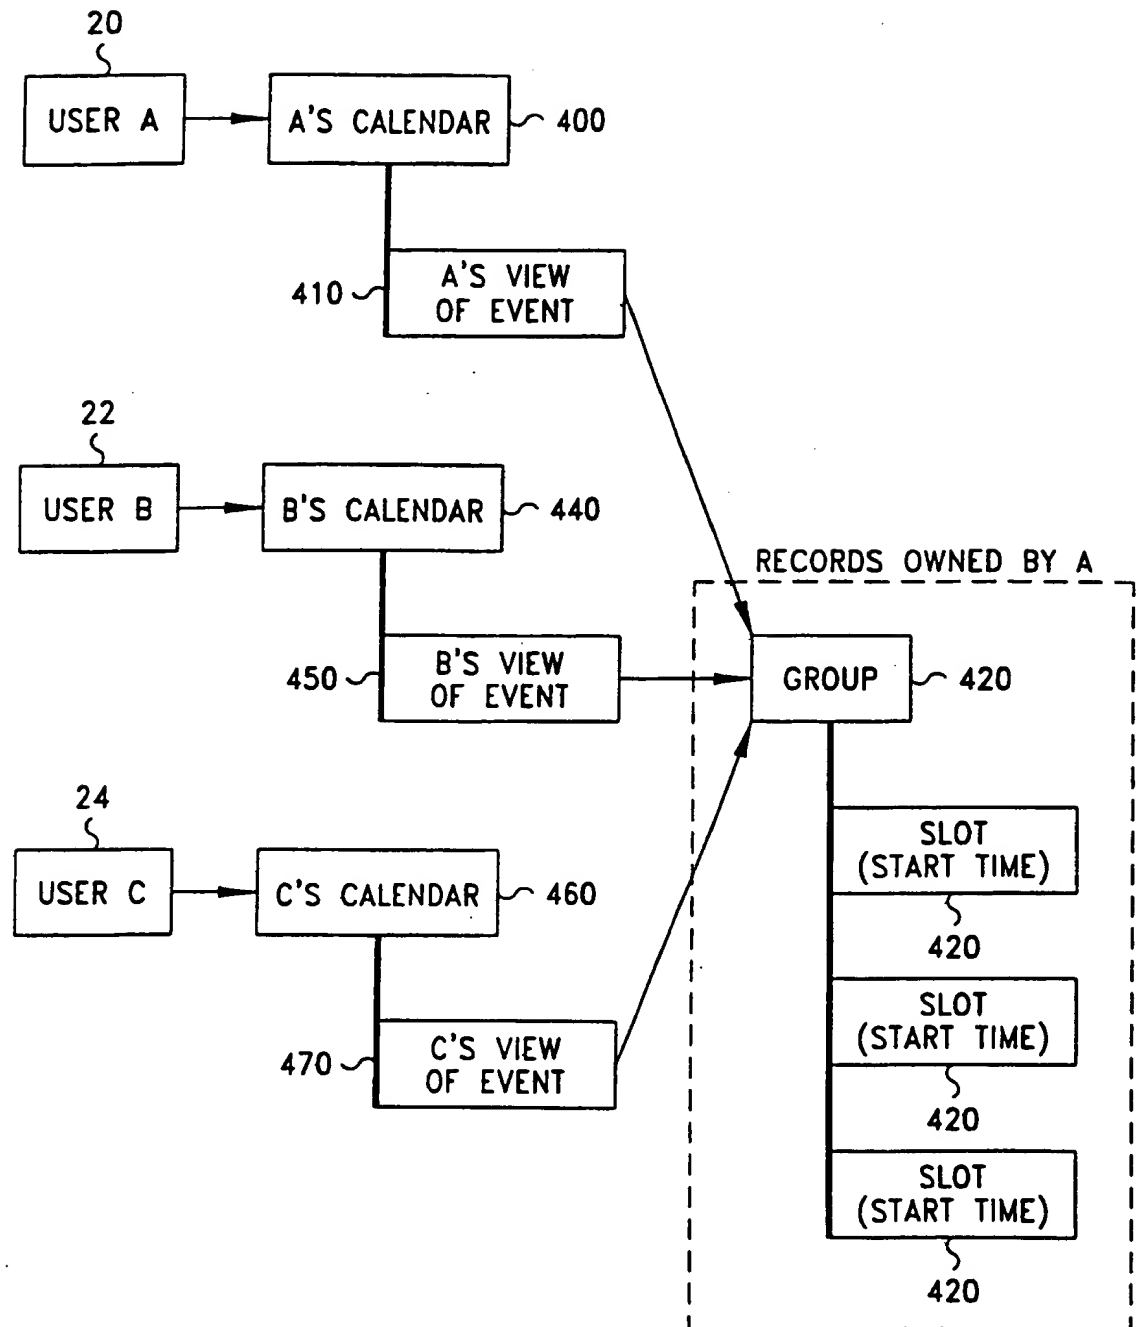 20
USER A
A'S CALENDAR
400
410
A'S VIEW
OF EVENT
22
USER B
B'S CALENDAR
440
RECORDS OWNED BY A
450
B'S VIEW
OF EVENT
GROUP
420
24
USER C
C'S CALENDAR
460
SLOT
(START TIME)
420
470
C'S VIEW
OF EVENT
SLOT
(START TIME)
420
SLOT
(START TIME)
420